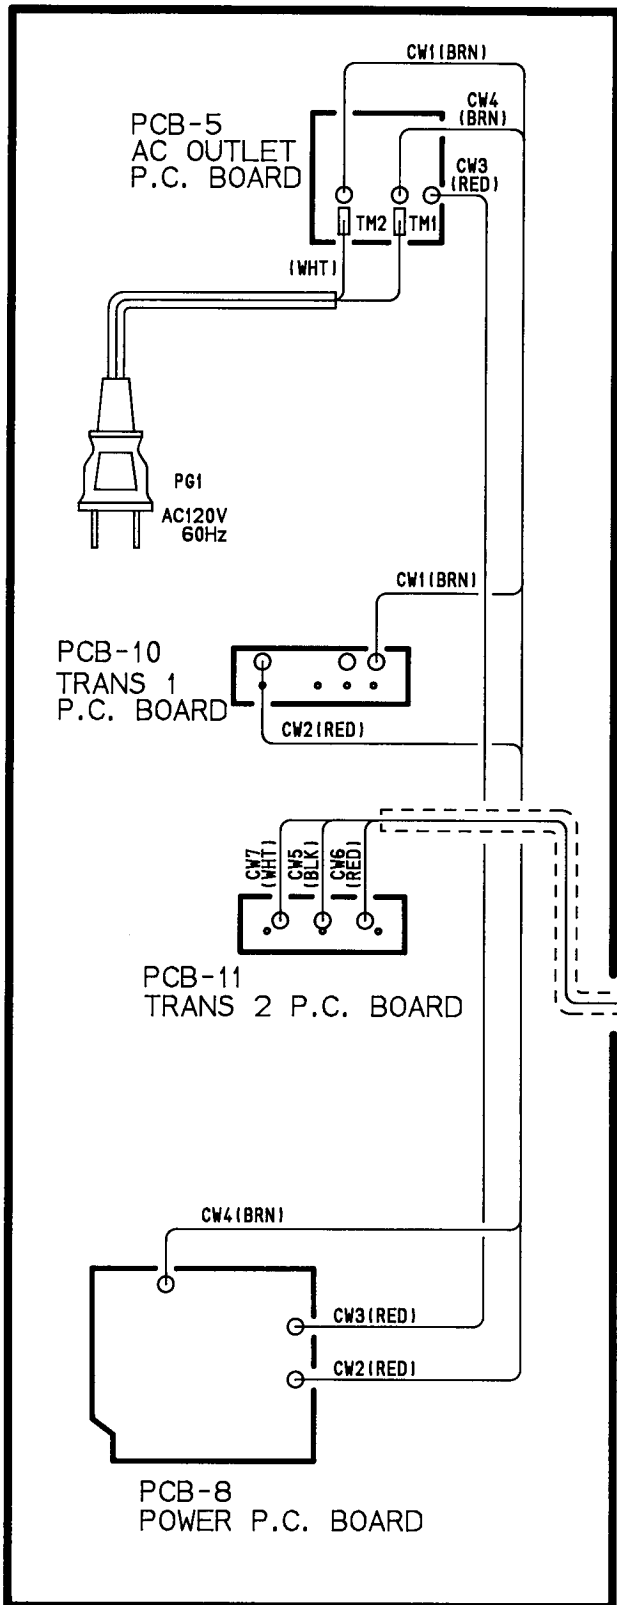 CW1(BRN)
CW4
(BRN)
PCB-5
AC OUTLET
P.C. BOARD
CW3
(RED)
TM2
TM1
(WHT)
PG1
AC120V
60Hz
CW1(BRN)
PCB-10
TRANS 1
P.C. BOARD
CW2(RED)
CW7
(WHT)
CW5
(BLK)
CW6
(RED)
PCB-11
TRANS 2 P.C. BOARD
CW4(BRN)
CW3(RED)
CW2(RED)
PCB-8
POWER P.C. BOARD